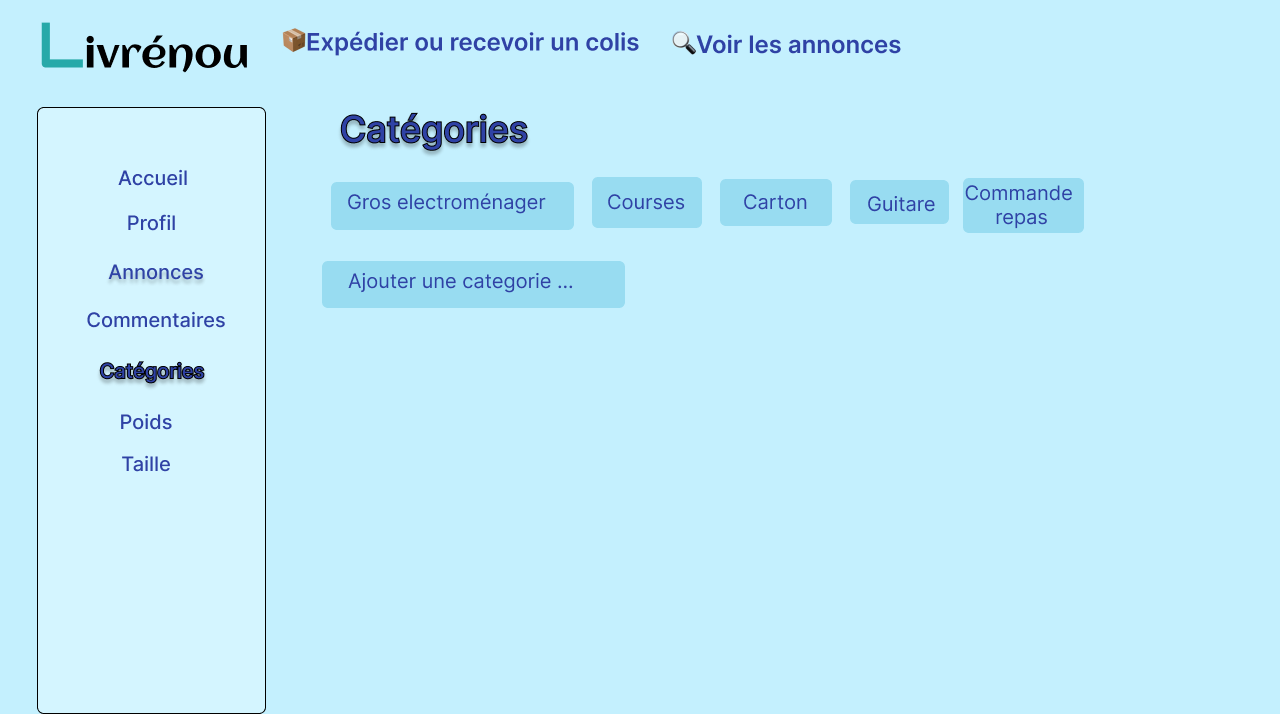 Livrénou
📦Expédier ou recevoir un colis
🔍Voir les annonces
Accueil
Profil
Annonces
Commentaires
Catégories
Poids
Taille
Catégories
Gros electroménager
Courses
Carton
Guitare
Commande
repas
Ajouter une categorie ...